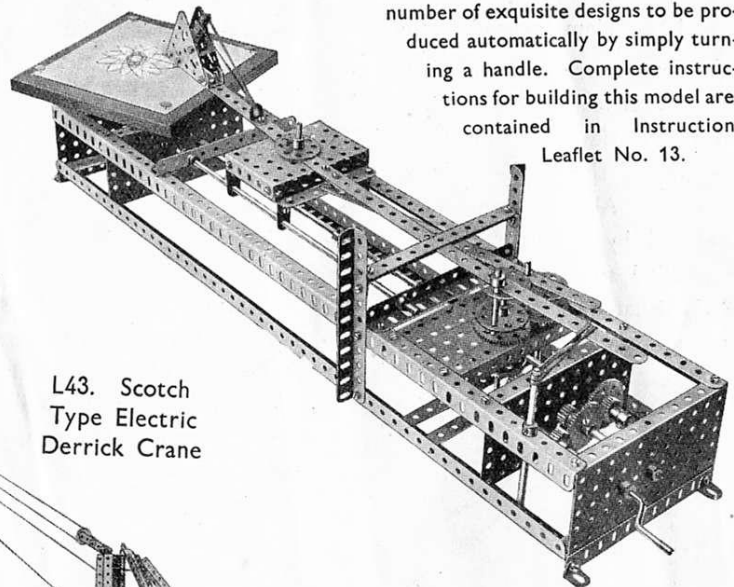 number of exquisite designs to be pro-
duced automatically by simply turn-
ing a handle. Complete instruc-
tions for building this model are
contained in Instruction
Leaflet No. 13.
L43. Scotch
Type Electric
Derrick Crane